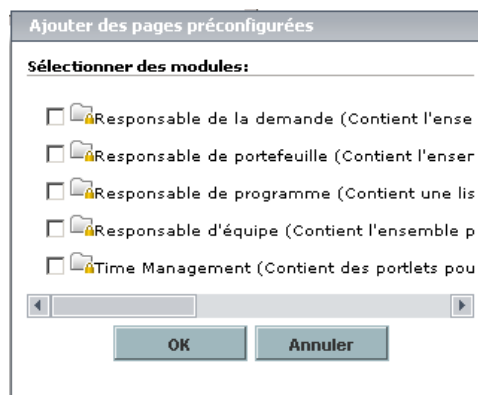 Ajouter des pages préconfigurées
Sélectionner des modules:
Responsable de la demande (Contient l'ense
Responsable de portefeuille (Contient l'enser
Responsable de programme (Contient une lis
Responsable d'équipe (Contient l'ensemble p
Time Management (Contient des portlets pou
OK Annuler